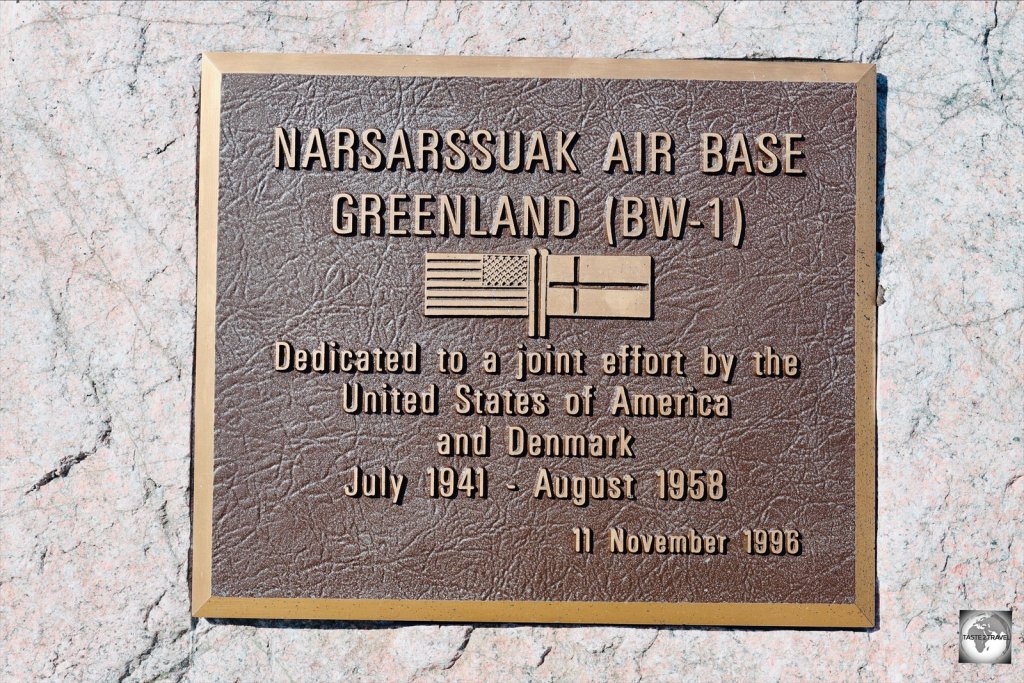 NARSARSSUAK AIR BASE
GREENLAND (BW-1)
Dedicated to a joint effort by the
United States of America
and Denmark
July 1941 - August 1958
11 November 1996
TASTE2TRAVEL